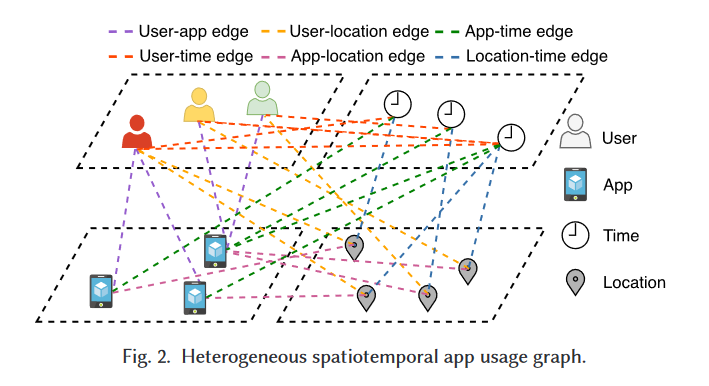 User-app edge User-location edge App-time edge
User-time edge App-location edge Location-time edge
User
App
Time
Location
Fig. 2. Heterogeneous spatiotemporal app usage graph.